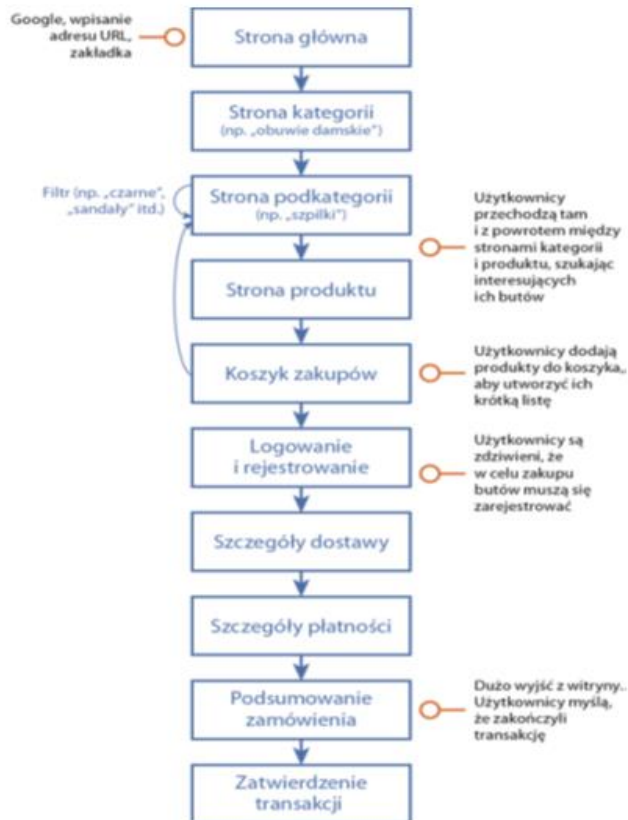 Google, wpisanie
adresu URL,
zakładka
Strona główna
Strona kategorii
(np. „obuwie damskie”)
Filtr (np. „czarne”,
„sandały” itd.)
Strona podkategorii
(np. „szpilki”)
Użytkownicy
przechodzą tam
i z powrotem między
stronami kategorii
i produktu, szukając
interesujących
ich butów
Strona produktu
Koszyk zakupów
Użytkownicy dodają
produkty do koszyka,
aby utworzyć ich
krótką listę
Logowanie
i rejestrowanie
Użytkownicy są
zdziwieni, że
w celu zakupu
butów muszą się
zarejestrować
Szczegóły dostawy
Szczegóły płatności
Podsumowanie
zamówienia
Dużo wyjść z witryny..
Użytkownicy myślą,
że zakończyli
transakcję
Zatwierdzenie
transakcji